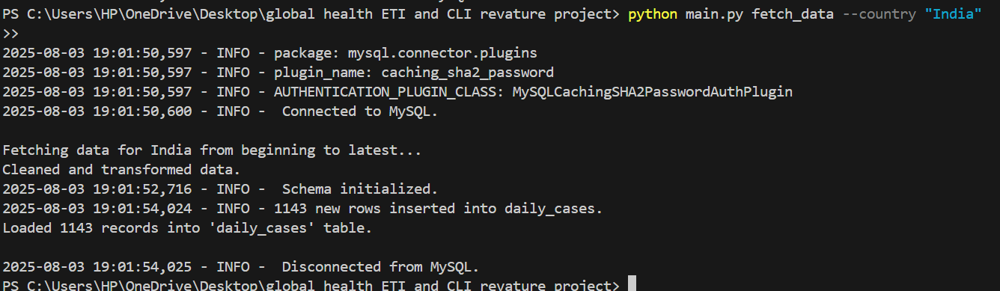 PS C:\Users\HP\OneDrive\Desktop\global health ETI and CLI revature project> python main.py fetch_data --country "India"
>>
2025-08-03 19:01:50,597 - INFO - package: mysql.connector.plugins
2025-08-03 19:01:50,597 - INFO - plugin_name: caching_sha2_password
2025-08-03 19:01:50,597 - INFO - AUTHENTICATION_PLUGIN_CLASS: MySQLCachingSHA2PasswordAuthPlugin
2025-08-03 19:01:50,600 - INFO -  Connected to MySQL.

Fetching data for India from beginning to latest...
Cleaned and transformed data.
2025-08-03 19:01:52,716 - INFO -  Schema initialized.
2025-08-03 19:01:54,024 - INFO - 1143 new rows inserted into daily_cases.
Loaded 1143 records into 'daily_cases' table.

2025-08-03 19:01:54,025 - INFO -  Disconnected from MySQL.
PS C:\Users\HP\OneDrive\Desktop\global health ETI and CLI revature project>